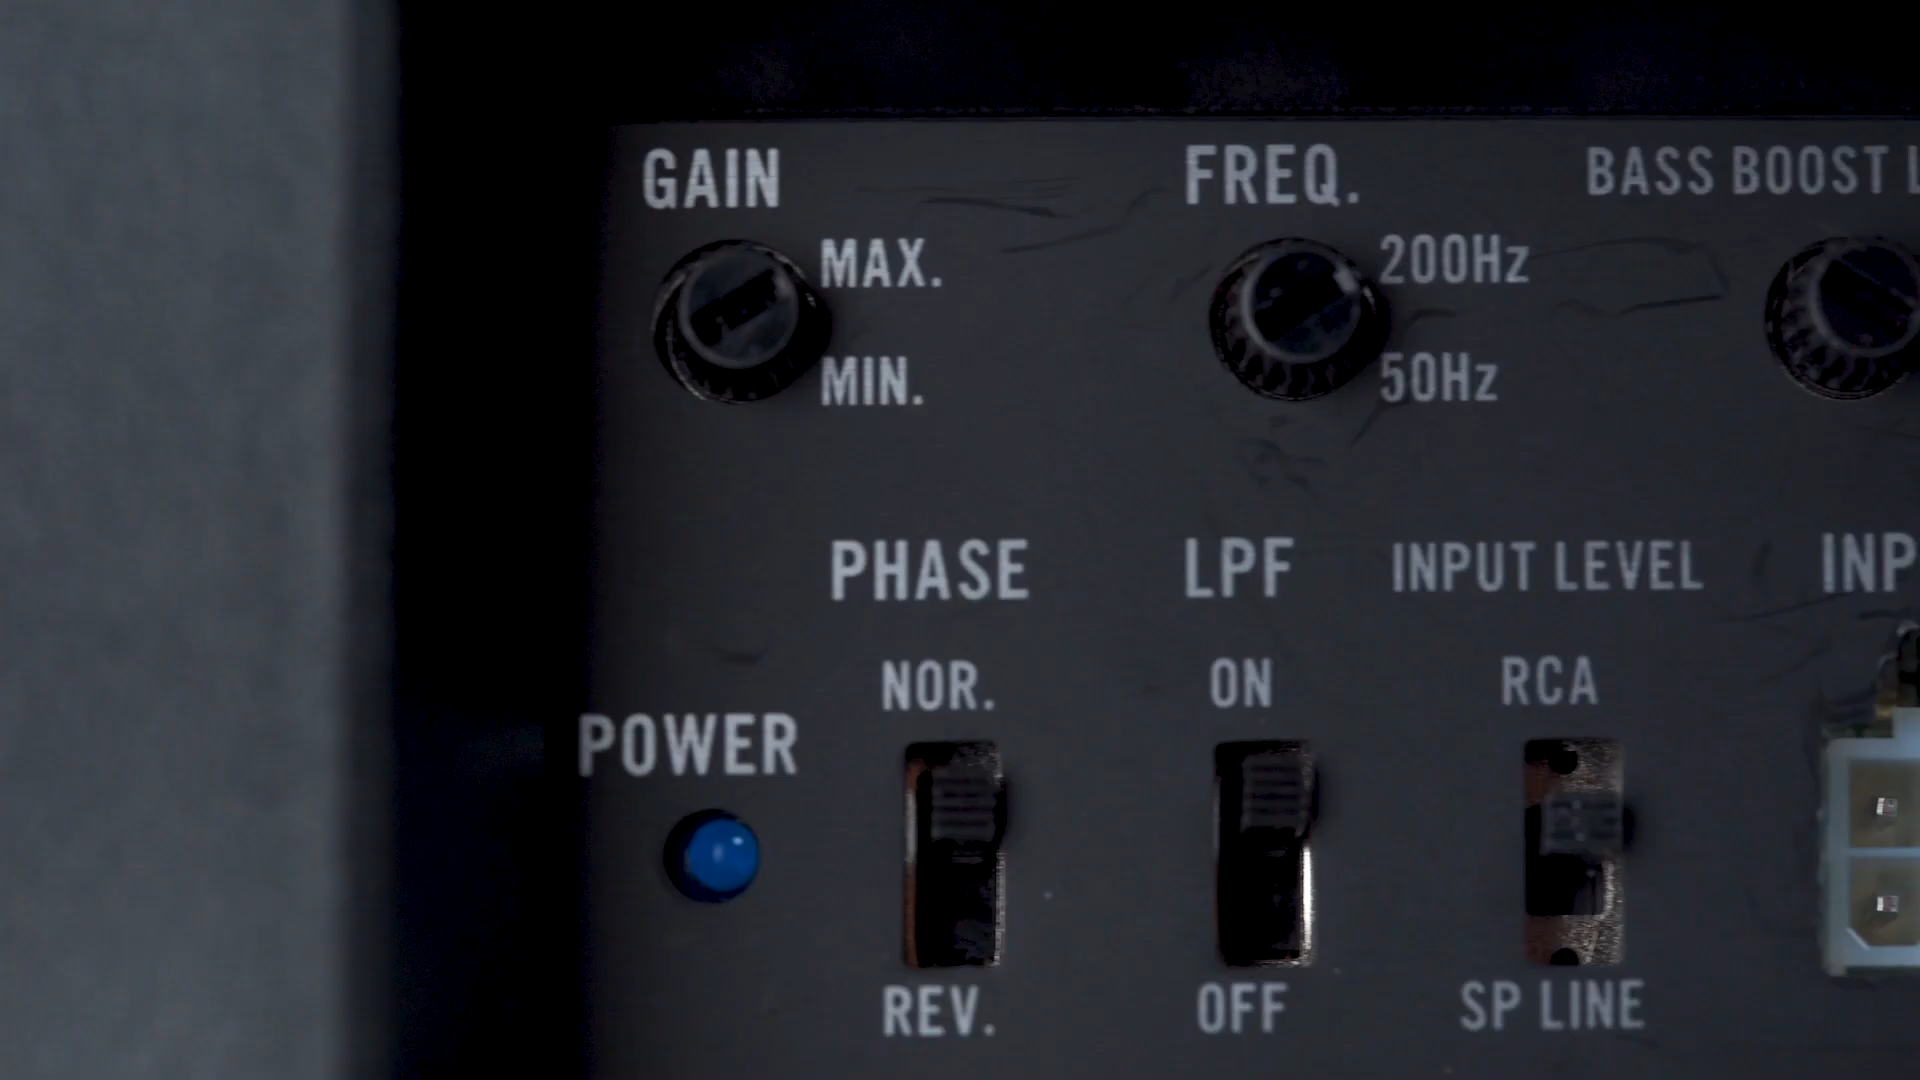 GAIN
MAX.
MIN.
FREQ.
200Hz
50Hz
BASS BOOST L
PHASE
NOR.
REV.
LPF
ON
OFF
INPUT LEVEL
RCA
SP LINE
INP
POWER